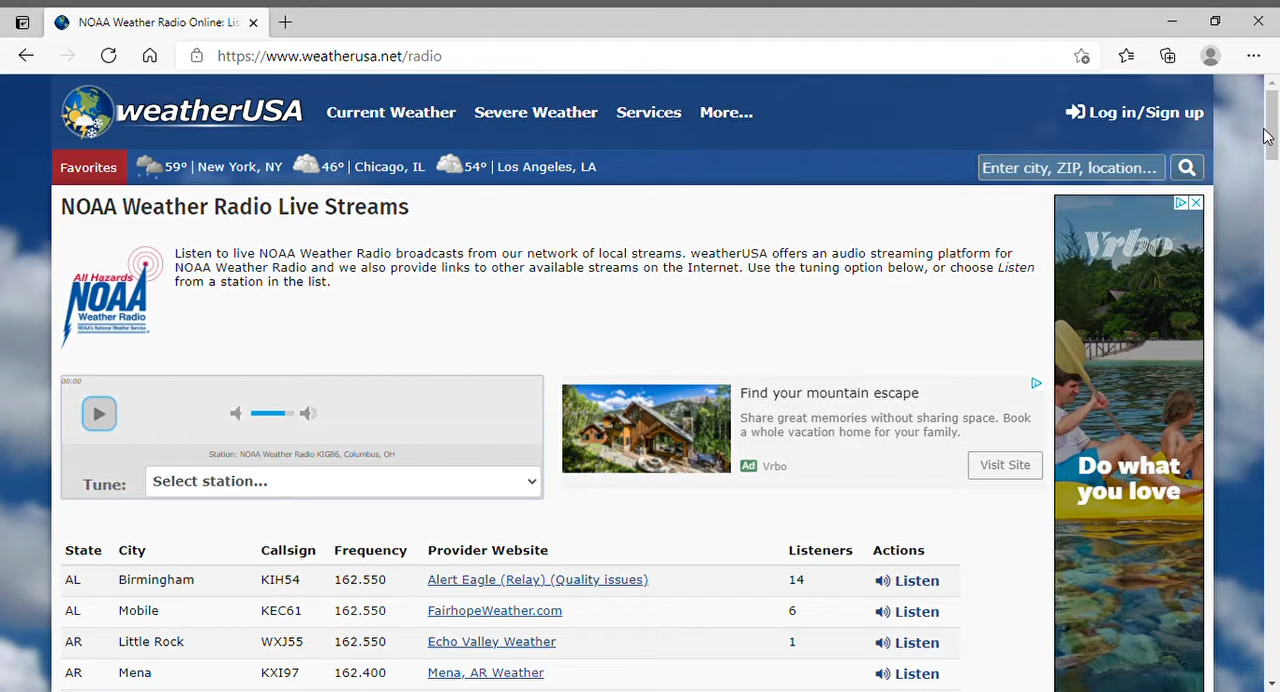 NOAA Weather Radio Online: Lis
https://www.weatherusa.net/radio
weatherUSA
Current Weather
Severe Weather
Services
More...
Log in/Sign up
Favorites
59° | New York, NY
46° | Chicago, IL
54° | Los Angeles, LA
Enter city, ZIP, location...
NOAA Weather Radio Live Streams
All Hazards
NOAA
Weather Radio
NOAA's National Weather Service
Listen to live NOAA Weather Radio broadcasts from our network of local streams. weatherUSA offers an audio streaming platform for
NOAA Weather Radio and we also provide links to other available streams on the Internet. Use the tuning option below, or choose Listen
from a station in the list.
00:00
Station: NOAA Weather Radio KIG86, Columbus, OH
Tune:
Select station...
Find your mountain escape
Share great memories without sharing space. Book
a whole vacation home for your family.
Ad Vrbo
Visit Site
Vrbo
Do what
you love
State City Callsign Frequency Provider Website Listeners Actions
AL Birmingham KIH54 162.550 Alert Eagle (Relay) (Quality issues) 14 Listen
AL Mobile KEC61 162.550 FairhopeWeather.com 6 Listen
AR Little Rock WXJ55 162.550 Echo Valley Weather 1 Listen
AR Mena KXI97 162.400 Mena, AR Weather Listen